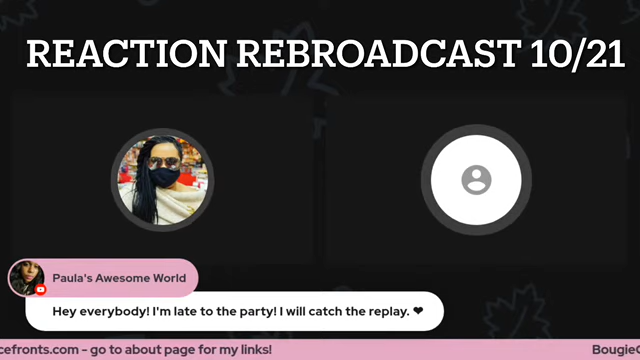 REACTION REBROADCAST 10/21
Paula's Awesome World
Hey everybody! I'm late to the party! I will catch the replay. ❤
cefronts.com - go to about page for my links!
Bougie